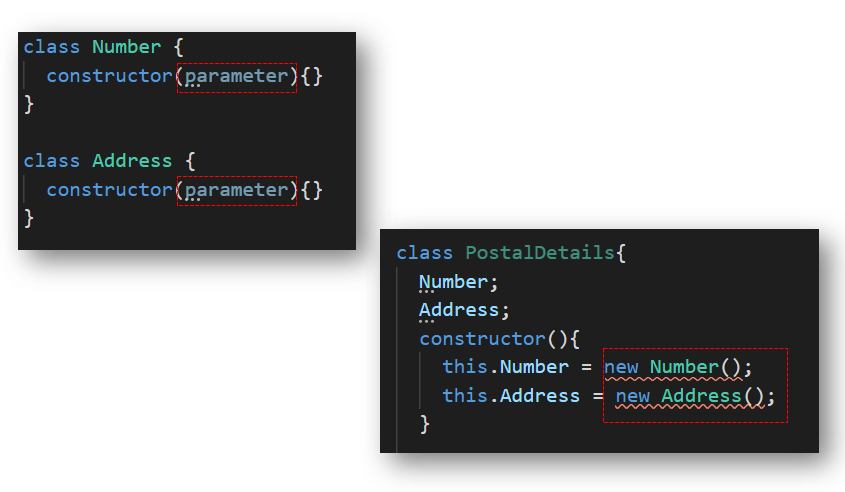 class Number {
constructor(parameter){}
}
class Address {
constructor(parameter){}
}
class PostalDetails{
Number;
Address;
constructor(){
this.Number = new Number();
this.Address = new Address();
}